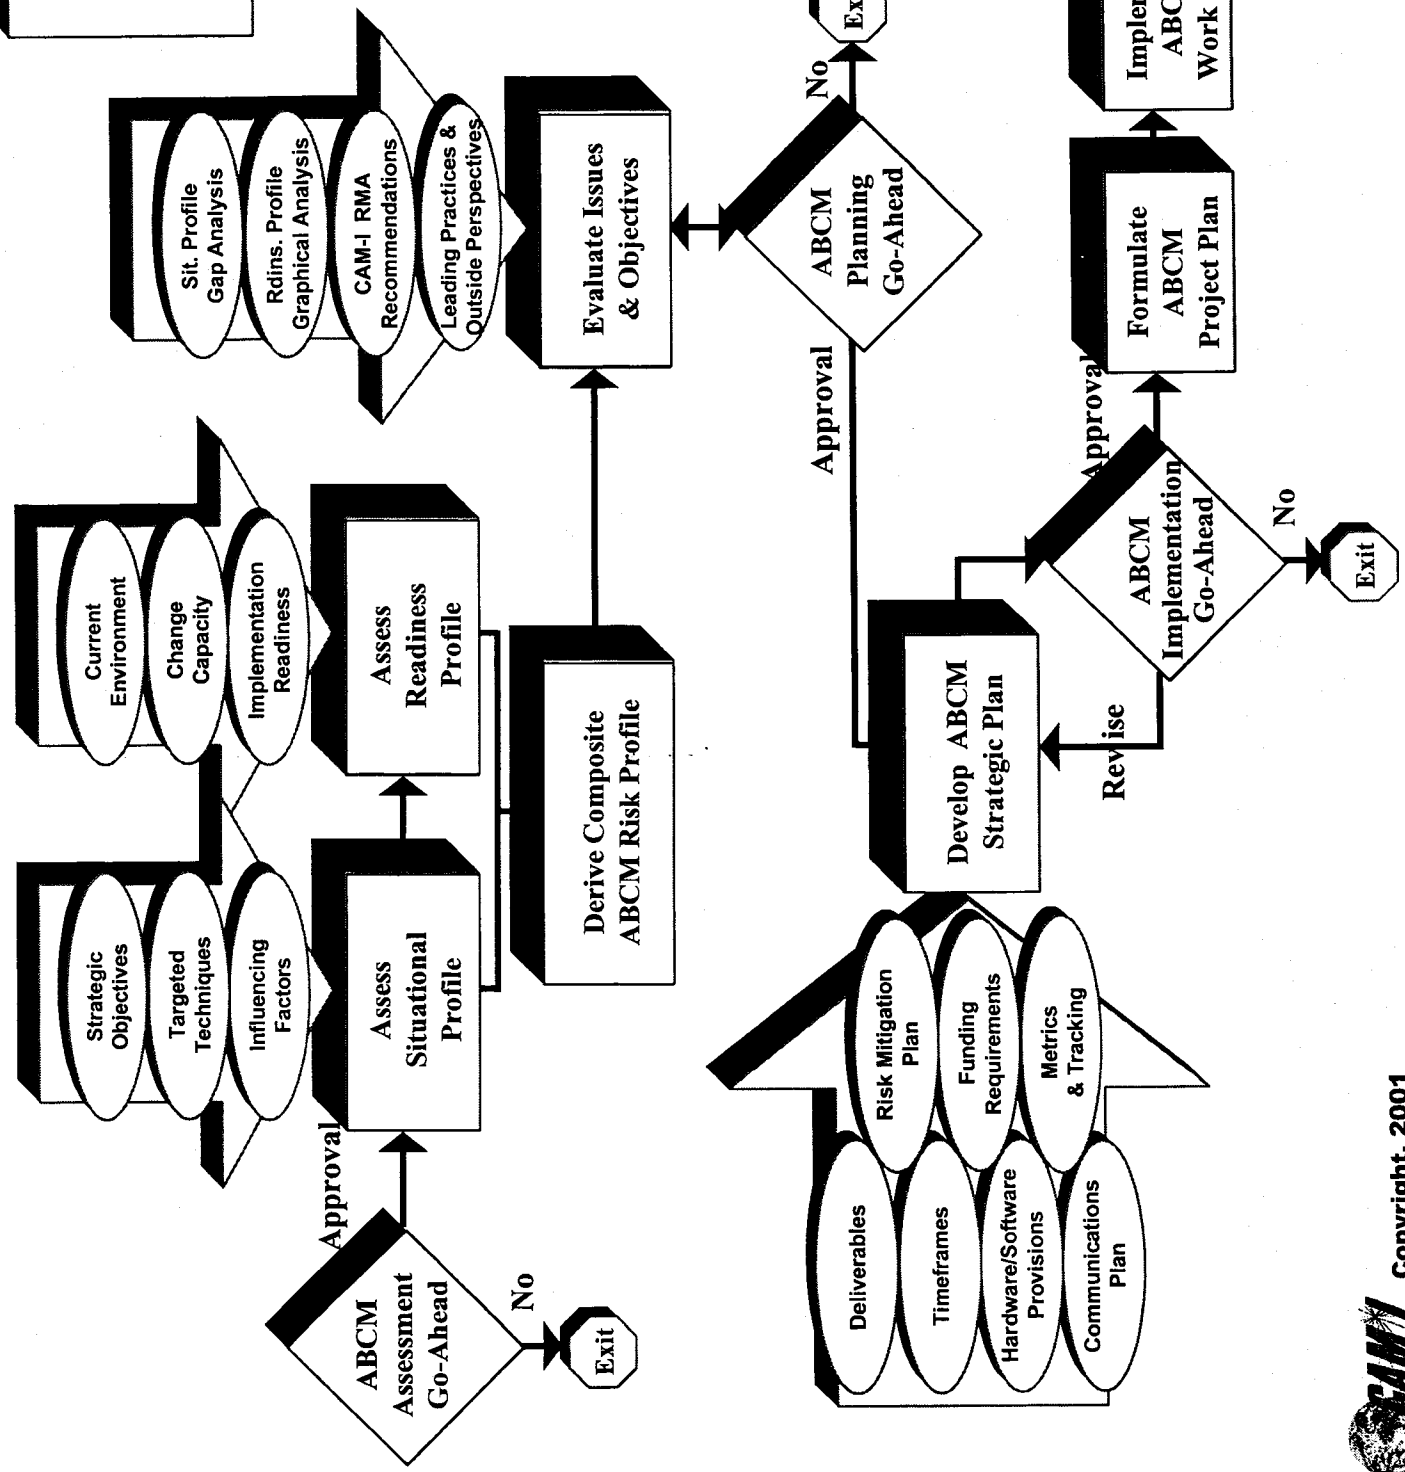 Strategic
Objectives
Targeted
Techniques
Influencing
Factors
Current
Environment
Change
Capacity
Implementation
Readiness
Sit. Profile
Gap Analysis
Rdins. Profile
Graphical Analysis
CAM-I RMA
Recommendations
Leading Practices &
Outside Perspectives
ABCM
Assessment
Go-Ahead
Approval
No
Exit
Assess
Situational
Profile
Assess
Readiness
Profile
Derive Composite
ABCM Risk Profile
Evaluate Issues
& Objectives
ABCM
Planning
Go-Ahead
No
Approval
Deliverables
Timeframes
Hardware/Software
Provisions
Communications
Plan
Risk Mitigation
Plan
Funding
Requirements
Metrics
& Tracking
Develop ABCM
Strategic Plan
Revise
ABCM
Implementation
Go-Ahead
Approval
No
Exit
Formulate
ABCM
Project Plan
Work
CAM-I
Copyright, 2001